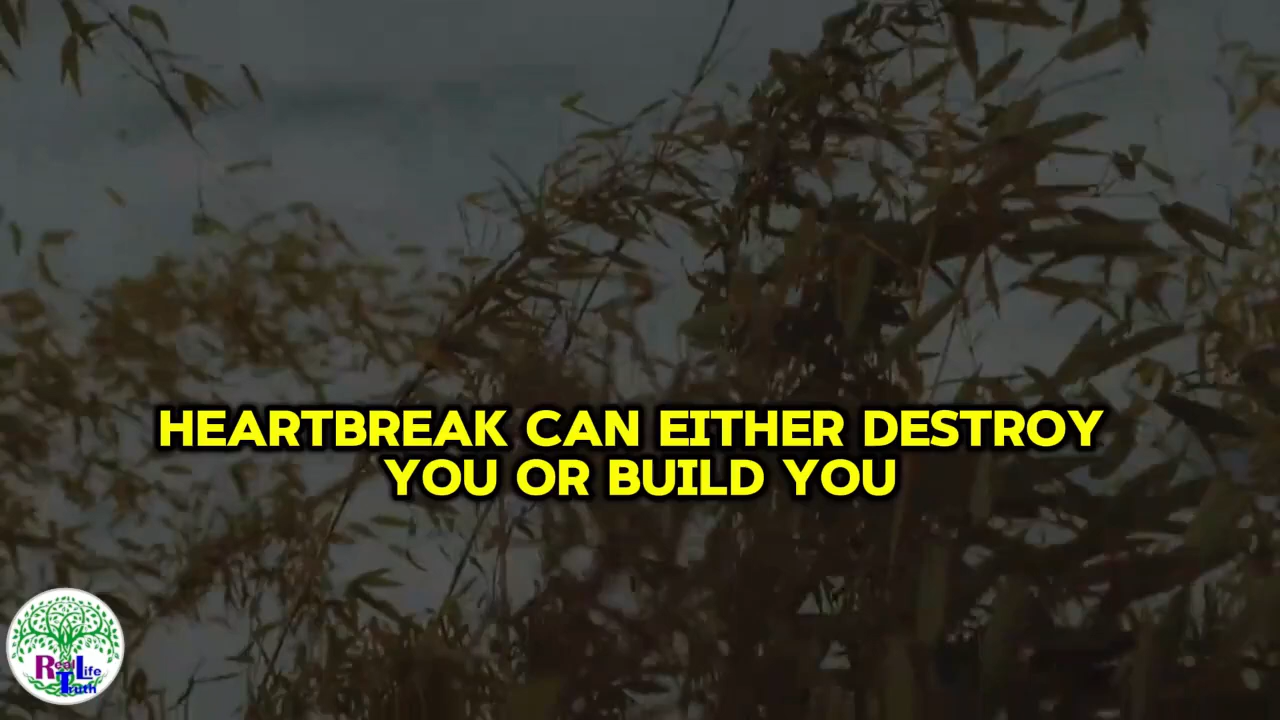 HEARTBREAK CAN EITHER DESTROY
YOU OR BUILD YOU
Real Life
Truth